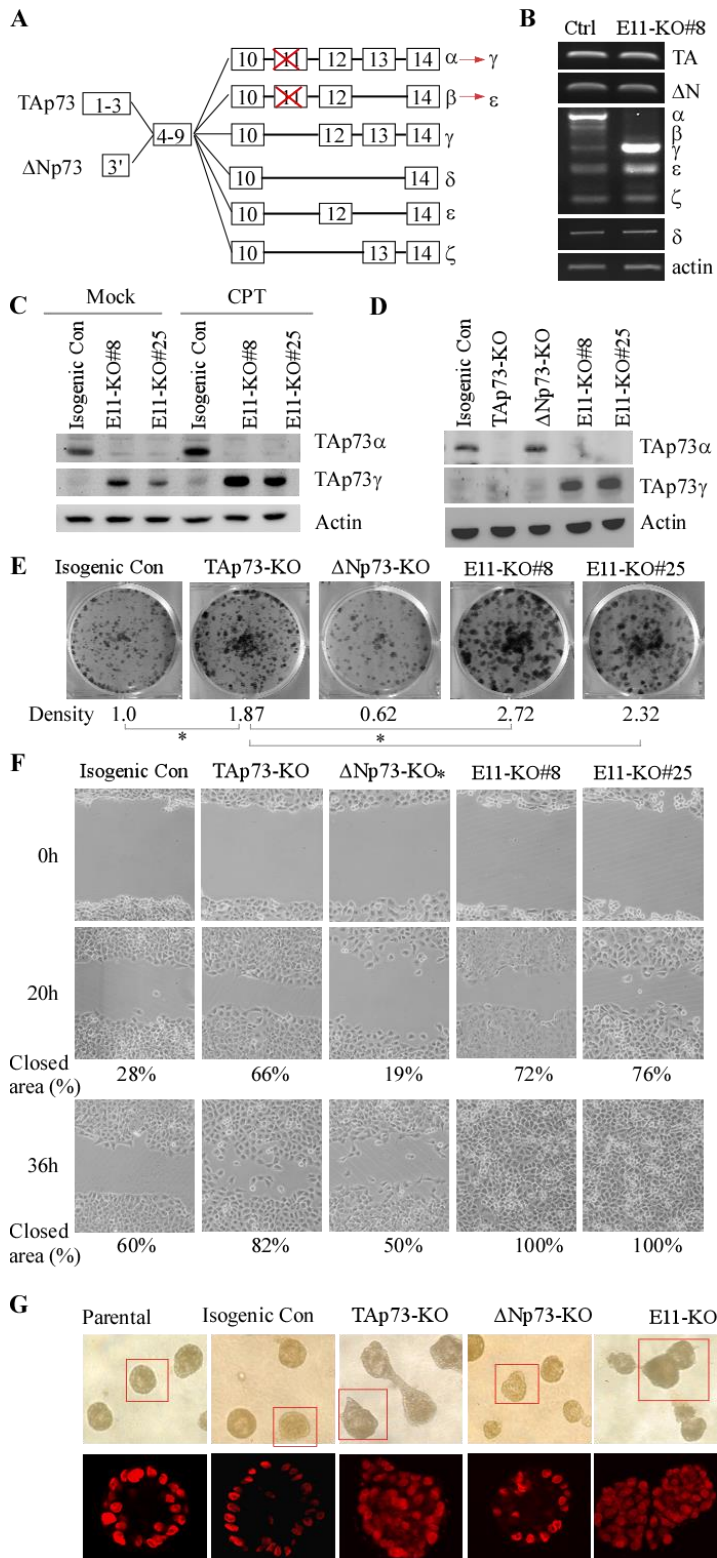 A
TAp73 1-3
ΔNp73 3'
4-9
10 11 12 13 14 α → γ
10 11 12 14 β → ε
10 12 13 14 γ
10 14 δ
10 12 14 ε
10 13 14 ζ
B
Ctrl E11-KO#8
TA
ΔN
α
β
γ
ε
ζ
δ
actin
C
Mock CPT
Isogenic Con E11-KO#8 E11-KO#25 Isogenic Con E11-KO#8 E11-KO#25
TAp73α
TAp73γ
Actin
D
Isogenic Con TAp73-KO ΔNp73-KO E11-KO#8 E11-KO#25
TAp73α
TAp73γ
Actin
E
Isogenic Con TAp73-KO ΔNp73-KO E11-KO#8 E11-KO#25
Density 1.0 1.87 0.62 2.72 2.32
* *
F
Isogenic Con TAp73-KO ΔNp73-KO* E11-KO#8 E11-KO#25
0h
20h
Closed
area (%) 28% 66% 19% 72% 76%
36h
Closed
area (%) 60% 82% 50% 100% 100%
G
Parental Isogenic Con TAp73-KO ΔNp73-KO E11-KO